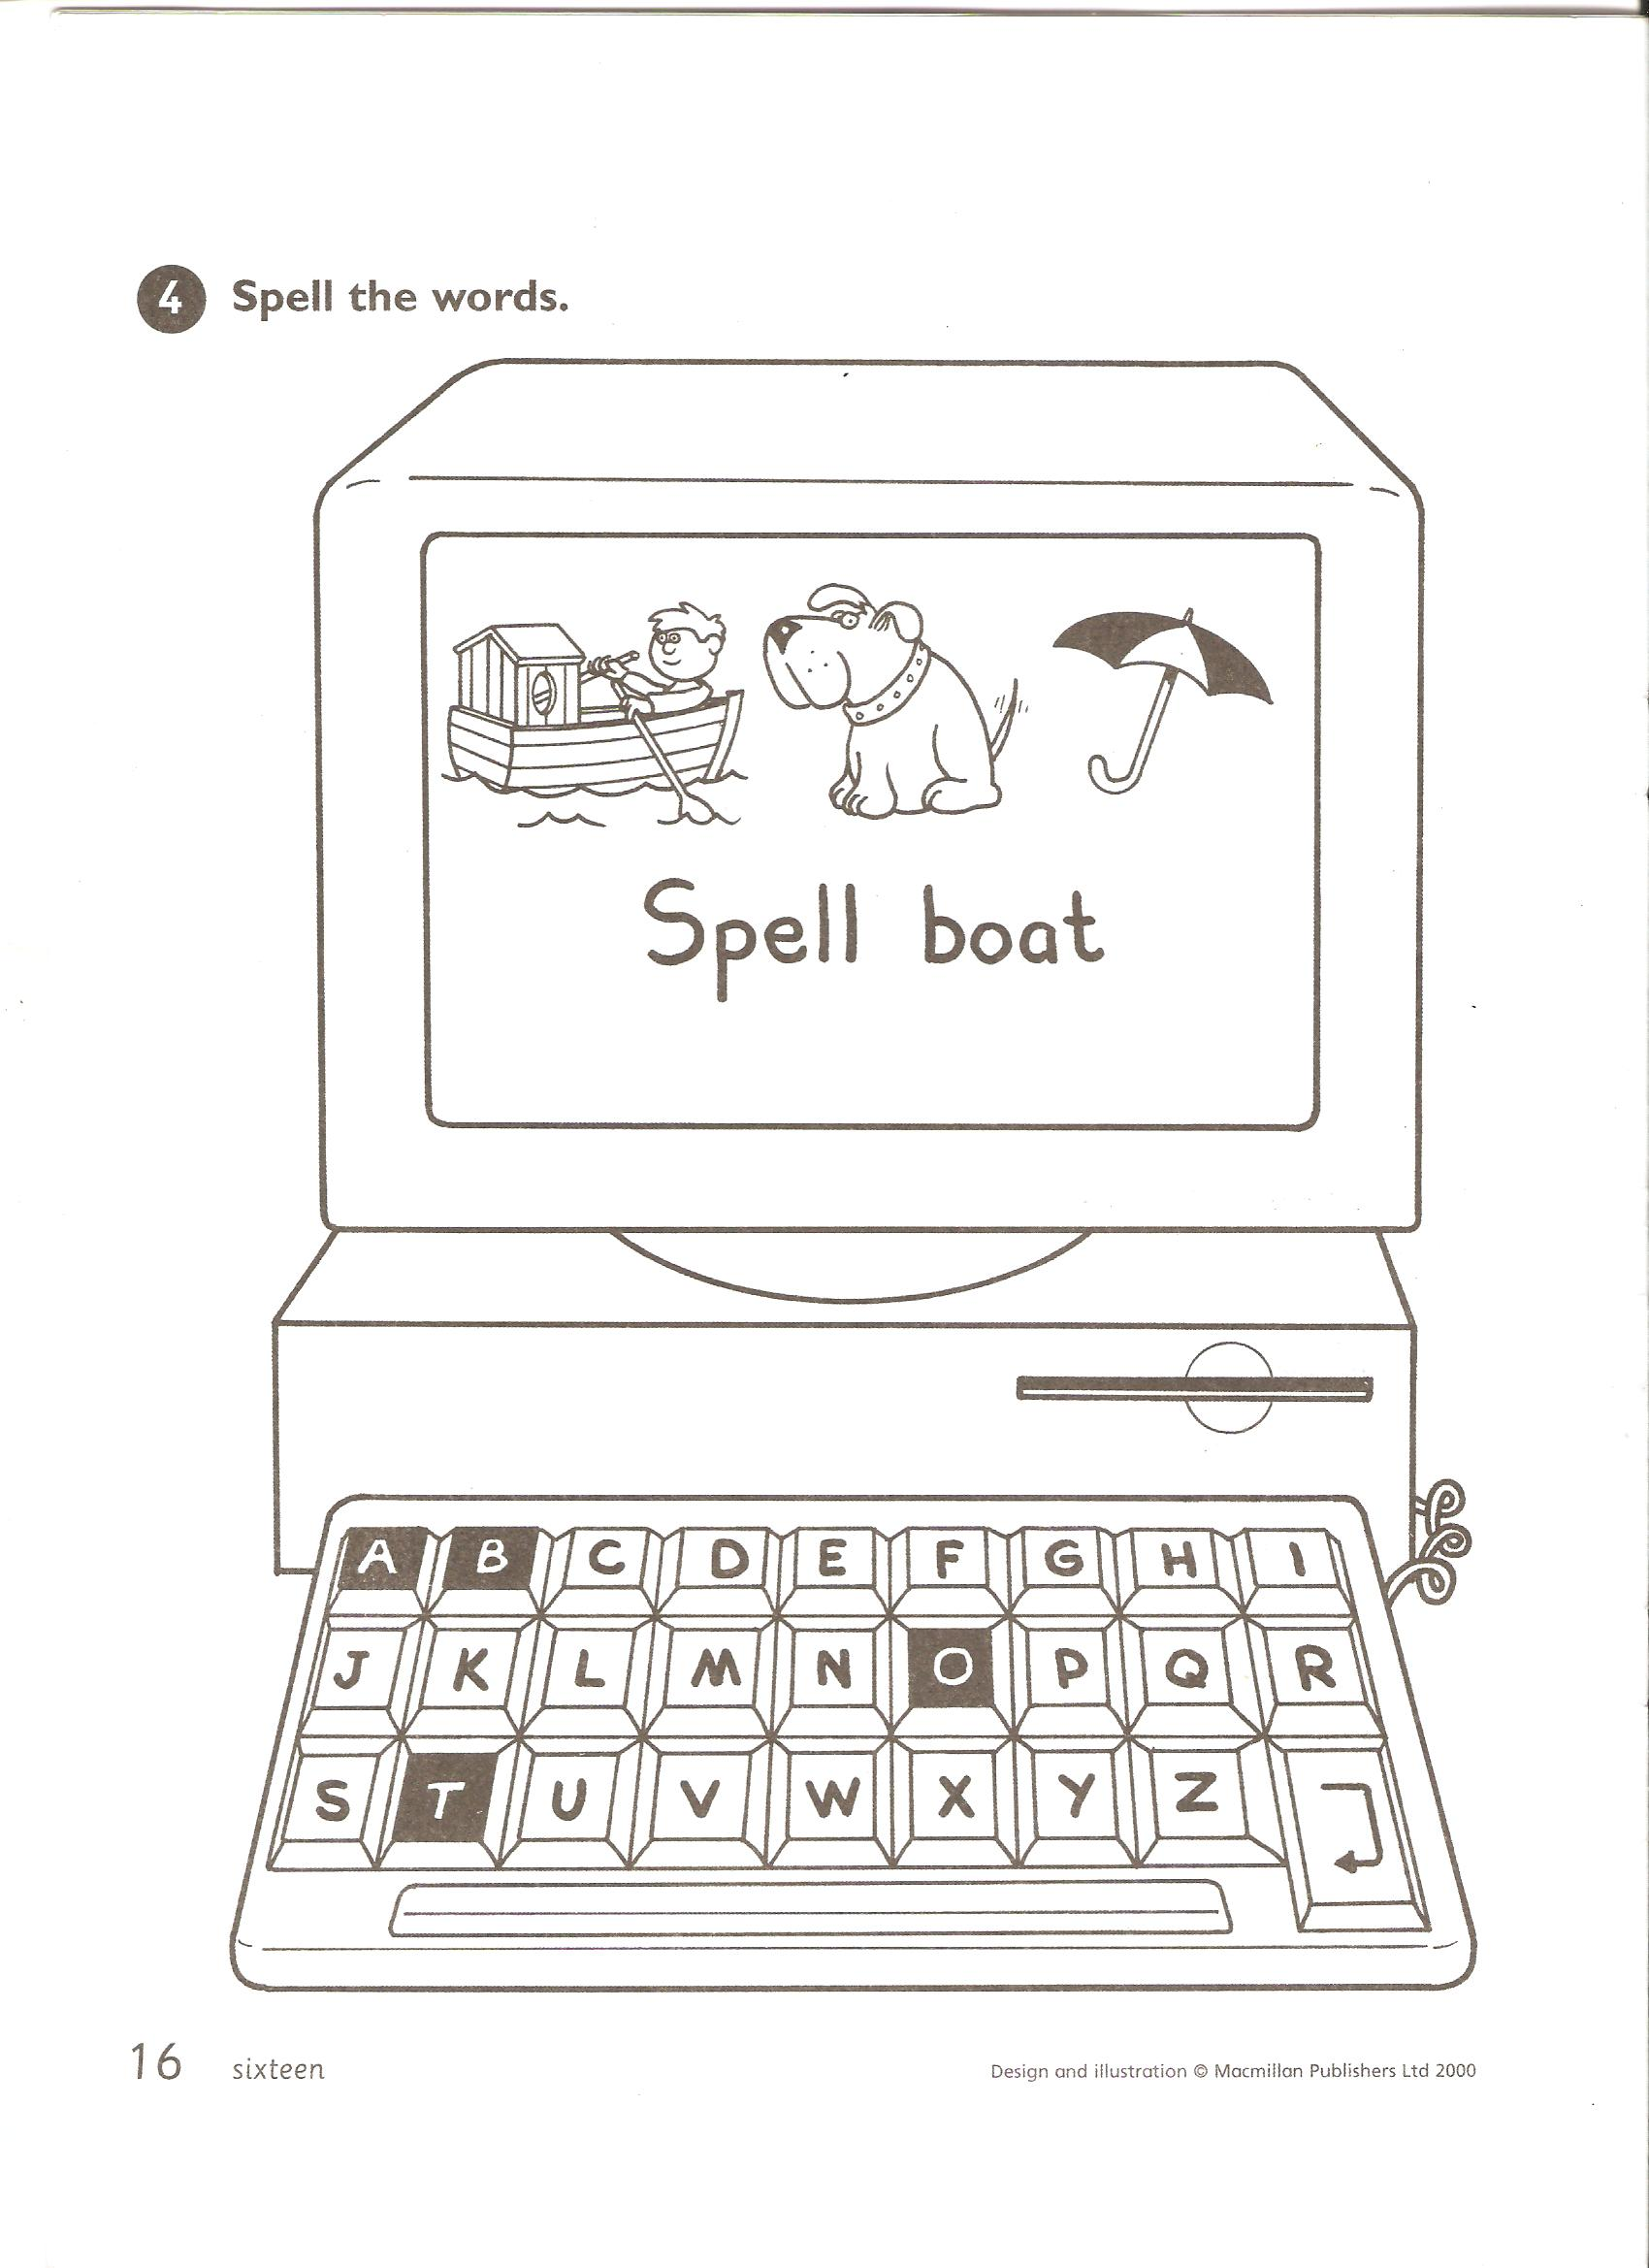 4 Spell the words.
Spell boat
A B C D E F G H I
J K L M N O P Q R
S T U V W X Y Z
16 sixteen
Design and illustration © Macmillan Publishers Ltd 2000